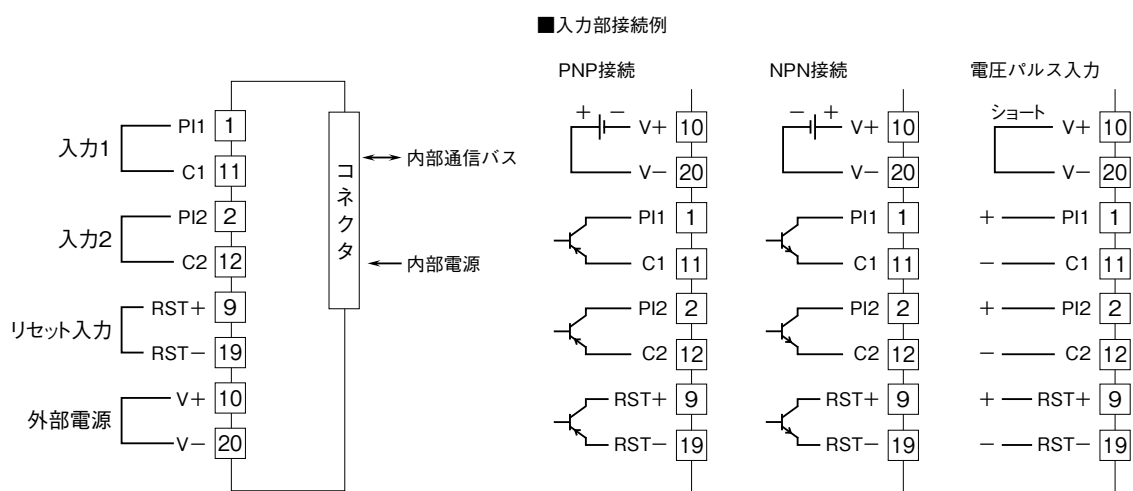 ■入力部接続例
PNP接続
NPN接続
電圧パルス入力
入力1
PI1 1
C1 11
入力2
PI2 2
C2 12
リセット入力
RST+ 9
RST− 19
外部電源
V+ 10
V− 20
コネクタ
内部通信バス
内部電源
+ −
V+ 10
V− 20
PI1 1
C1 11
PI2 2
C2 12
RST+ 9
RST− 19
− +
V+ 10
V− 20
PI1 1
C1 11
PI2 2
C2 12
RST+ 9
RST− 19
ショート
V+ 10
V− 20
+ PI1 1
− C1 11
+ PI2 2
− C2 12
+ RST+ 9
− RST− 19